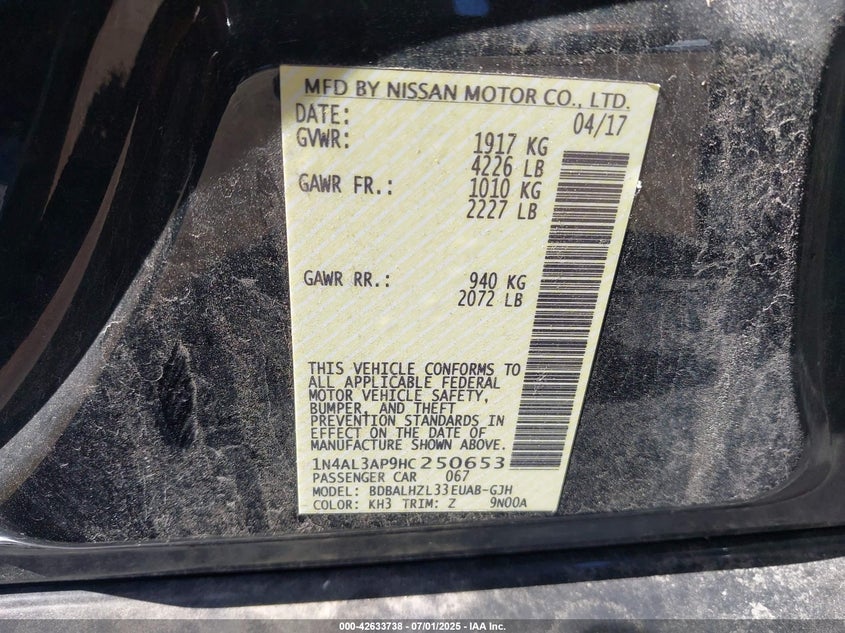 MFD BY NISSAN MOTOR CO., LTD.
DATE: 04/17
GVWR: 1917 KG
4226 LB
GAWR FR.: 1010 KG
2227 LB
GAWR RR.: 940 KG
2072 LB
THIS VEHICLE CONFORMS TO
ALL APPLICABLE FEDERAL
MOTOR VEHICLE SAFETY,
BUMPER, AND THEFT
PREVENTION STANDARDS IN
EFFECT ON THE DATE OF
MANUFACTURE SHOWN ABOVE.
1N4AL3AP9HC250653
PASSENGER CAR 067
MODEL: BDBALHZL33EUAB-GJH
COLOR: KH3 TRIM: Z 9N00A
000-42633738 - 07/01/2025 - IAA Inc.